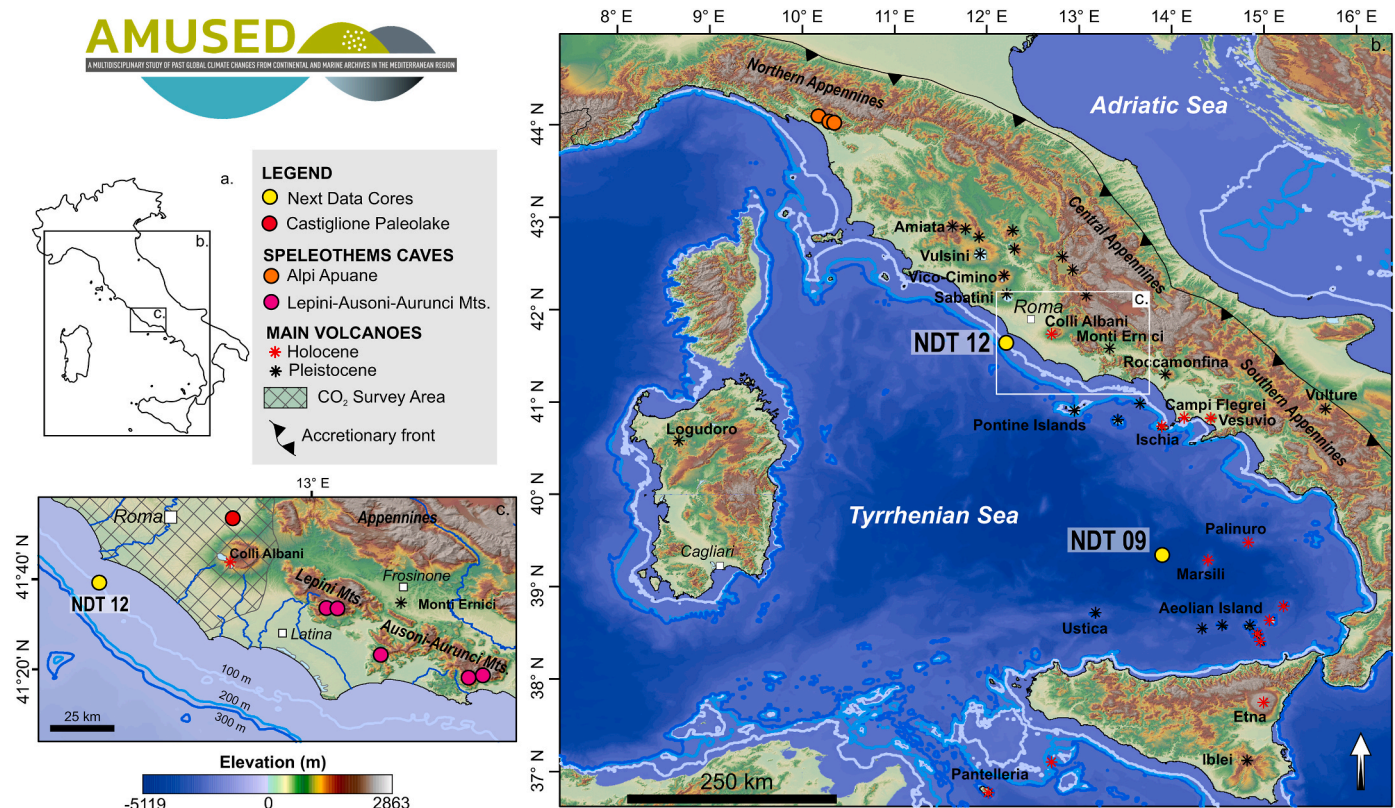 AMUSED
A MULTIDISCIPLINARY STUDY OF PAST GLOBAL CLIMATE CHANGES FROM CONTINENTAL AND MARINE ARCHIVES IN THE MEDITERRANEAN REGION
a.
b.
c.
LEGEND
Next Data Cores
Castiglione Paleolake
SPELEOTHEMS CAVES
Alpi Apuane
Lepini-Ausoni-Aurunci Mts.
MAIN VOLCANOES
Holocene
Pleistocene
CO₂ Survey Area
Accretionary front
13° E
c.
Roma
Appennines
Colli Albani
41°40' N
Lepini Mts
Frosinone
NDT 12
Monti Ernici
Latina
Ausoni-Aurunci Mts.
41°20' N
100 m
200 m
300 m
25 km
Elevation (m)
-5119
0
2863
8° E
9° E
10° E
11° E
12° E
13° E
14° E
15° E
16° E
b.
Northern Appennines
Adriatic Sea
44° N
43° N
Central Appennines
Amiata
Vulsini
Vico-Cimino
Sabatini
42° N
Roma
c.
Colli Albani
NDT 12
Monti Ernici
Roccamonfina
Southern Appennines
41° N
Vulture
Campi Flegrei
Vesuvio
Pontine Islands
Ischia
Logudoro
40° N
Tyrrhenian Sea
Palinuro
NDT 09
Cagliari
Marsili
39° N
Aeolian Island
Ustica
38° N
Etna
Iblei
37° N
Pantelleria
250 km